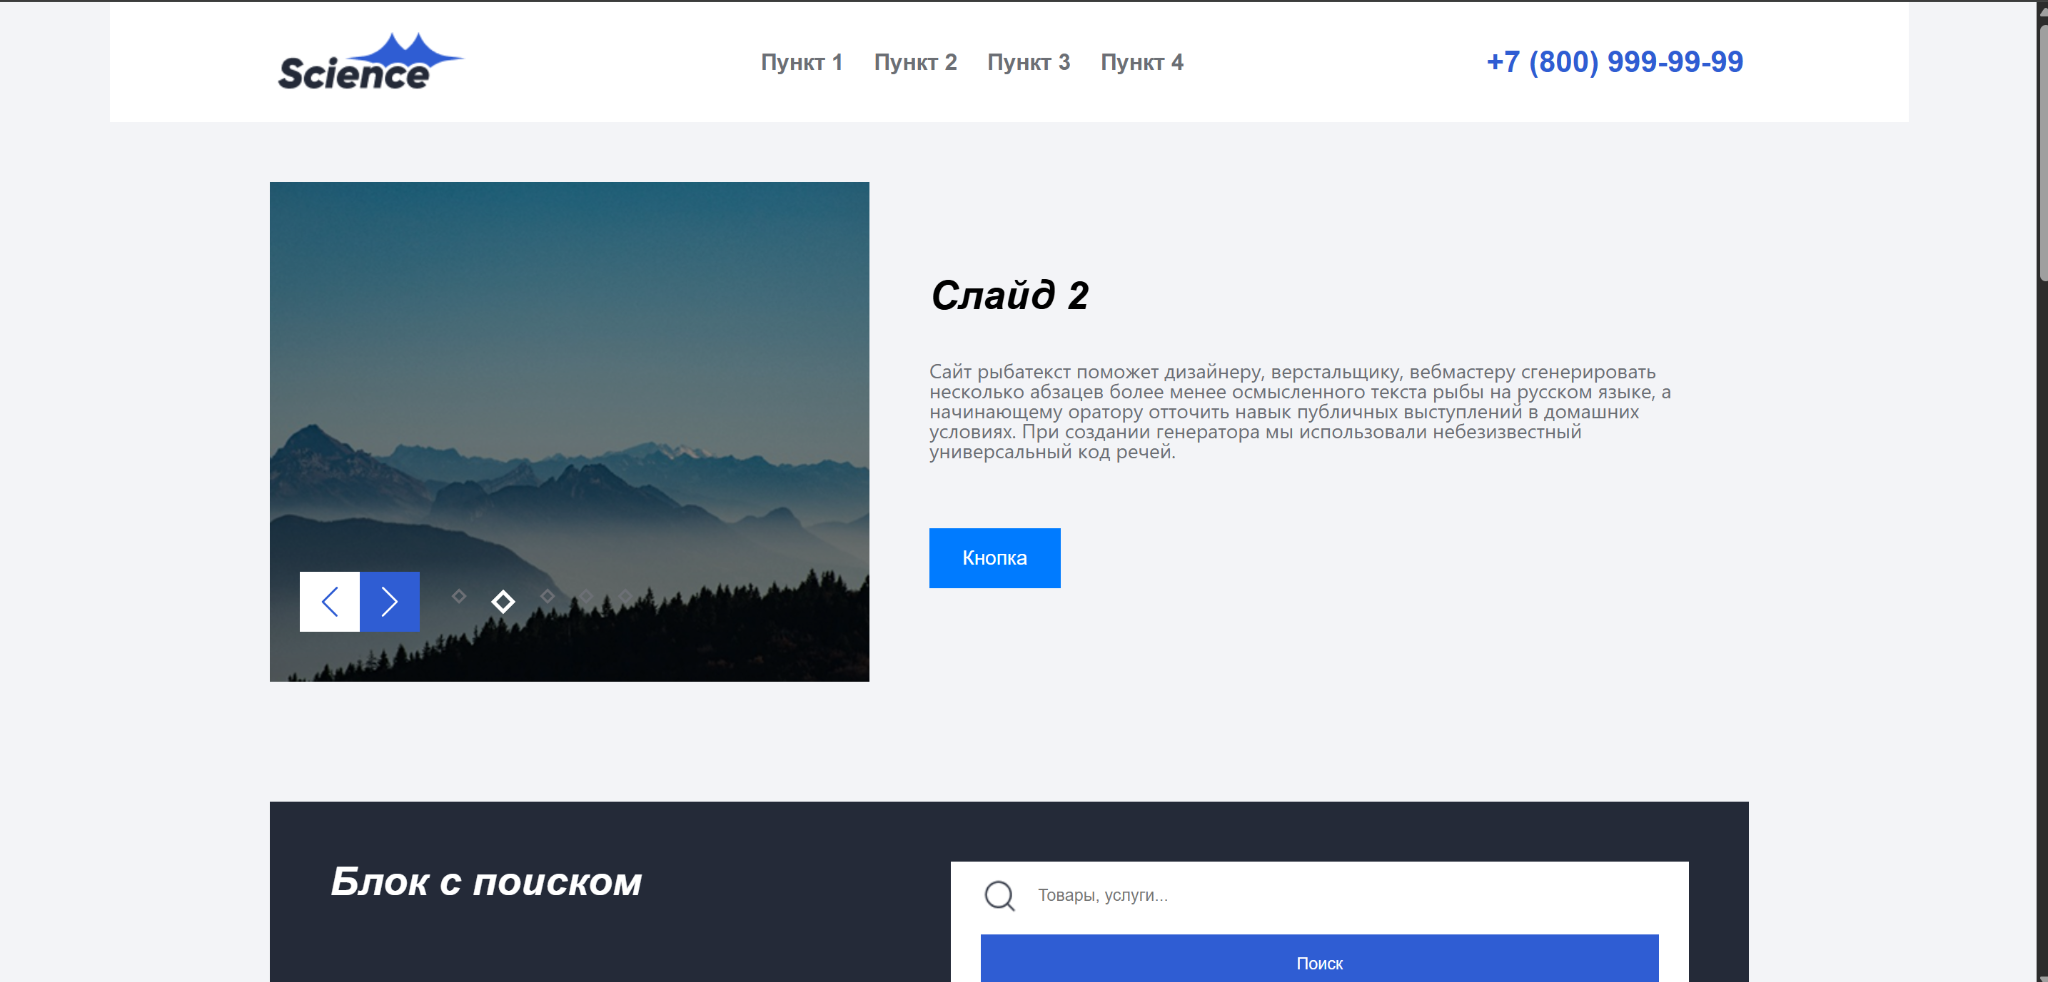 Science
Пункт 1 Пункт 2 Пункт 3 Пункт 4
+7 (800) 999-99-99
Слайд 2
Сайт рыбатекст поможет дизайнеру, верстальщику, вебмастеру сгенерировать
несколько абзацев более менее осмысленного текста рыбы на русском языке, а
начинающему оратору отточить навык публичных выступлений в домашних
условиях. При создании генератора мы использовали небезизвестный
универсальный код речей.
Кнопка
Блок с поиском
Товары, услуги...
Поиск